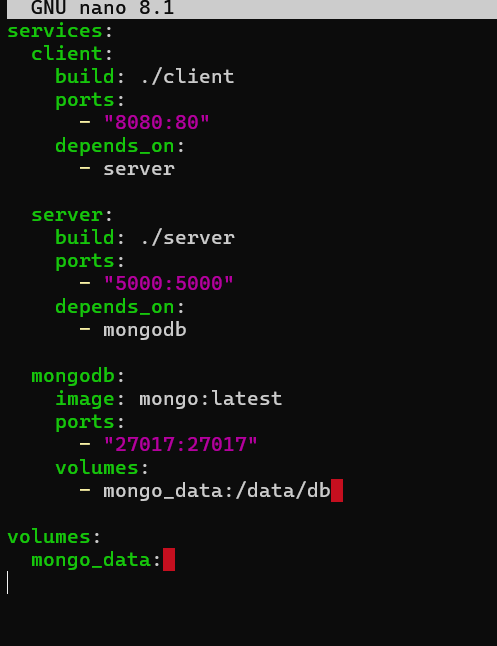 GNU nano 8.1
services:
  client:
    build: ./client
    ports:
      - "8080:80"
    depends_on:
      - server

  server:
    build: ./server
    ports:
      - "5000:5000"
    depends_on:
      - mongodb

  mongodb:
    image: mongo:latest
    ports:
      - "27017:27017"
    volumes:
      - mongo_data:/data/db

volumes:
  mongo_data: